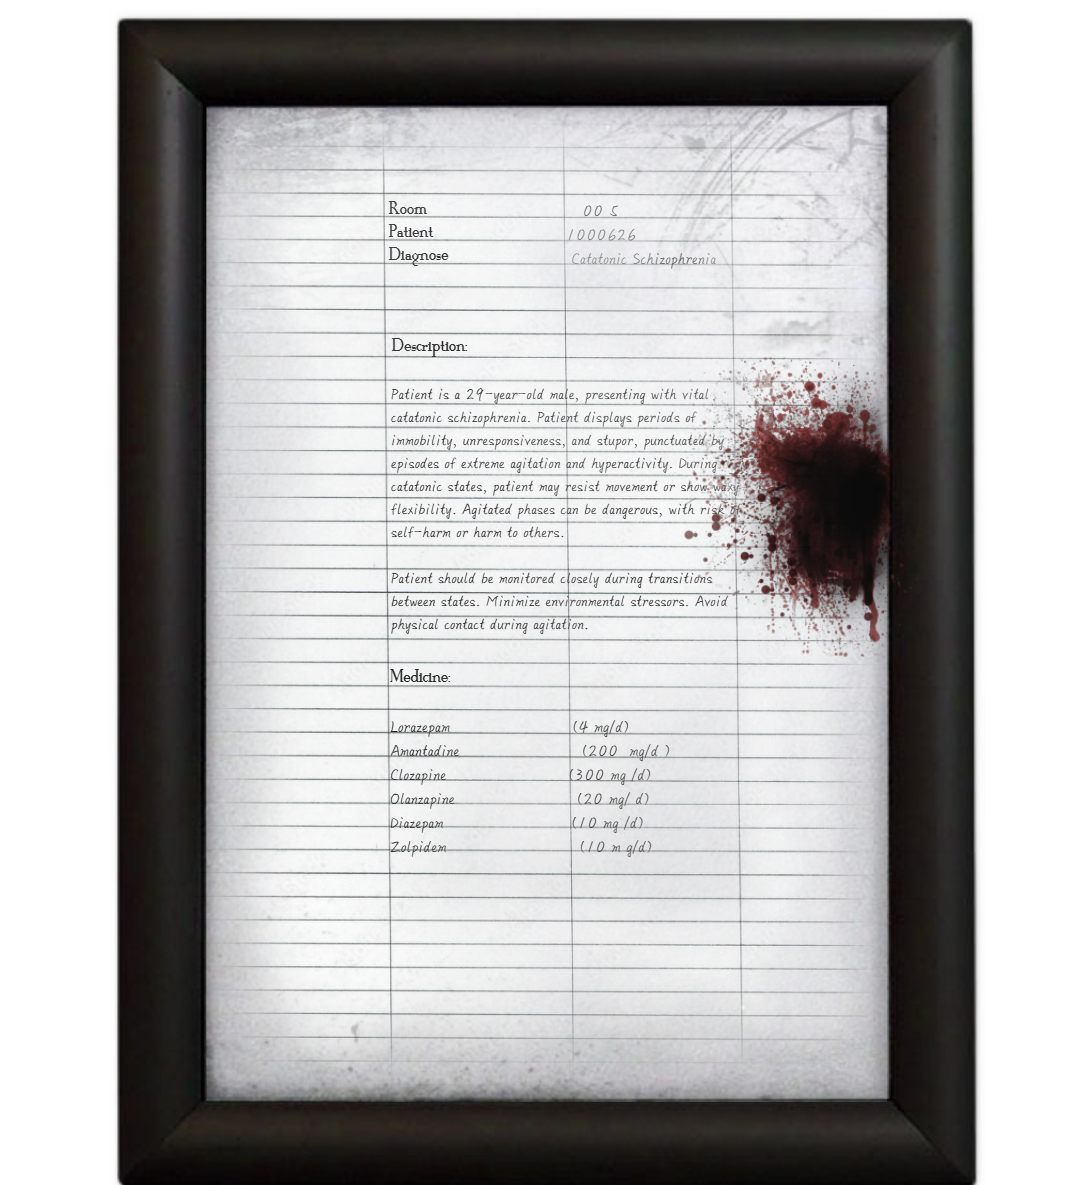 Room 00 5
Patient 1000626
Diagnose Catatonic Schizophrenia
Description:
Patient is a 29-year-old male, presenting with vital
catatonic schizophrenia. Patient displays periods of
immobility, unresponsiveness, and stupor, punctuated by
episodes of extreme agitation and hyperactivity. During
catatonic states, patient may resist movement or show waxy
flexibility. Agitated phases can be dangerous, with risk of
self-harm or harm to others.
Patient should be monitored closely during transitions
between states. Minimize environmental stressors. Avoid
physical contact during agitation.
Medicine:
Lorazepam (4 mg/d)
Amantadine (200 mg/d )
Clozapine (300 mg /d)
Olanzapine (20 mg/ d)
Diazepam (10 mg /d)
Zolpidem (10 m g/d)